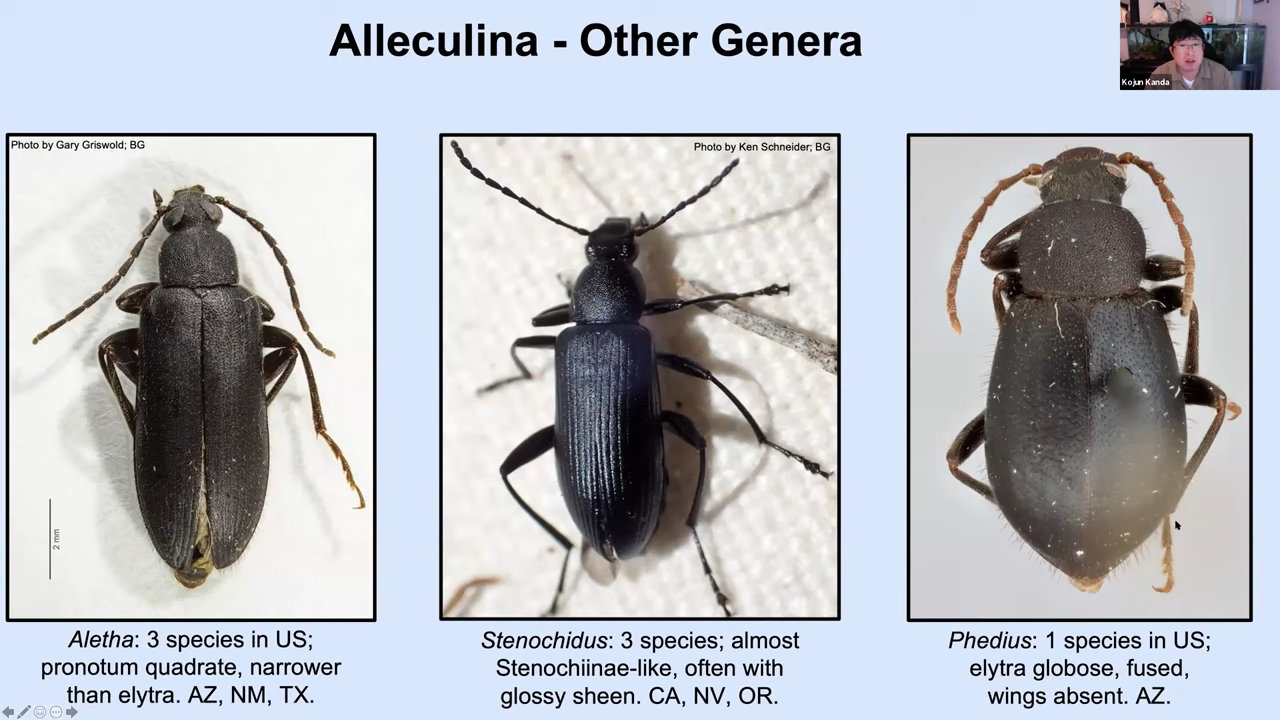 Alleculina - Other Genera
Kojun Kanda
Photo by Gary Griswold; BG
2 mm
Aletha: 3 species in US;
pronotum quadrate, narrower
than elytra. AZ, NM, TX.
Photo by Ken Schneider; BG
Stenochidus: 3 species; almost
Stenochiinae-like, often with
glossy sheen. CA, NV, OR.
Phedius: 1 species in US;
elytra globose, fused,
wings absent. AZ.